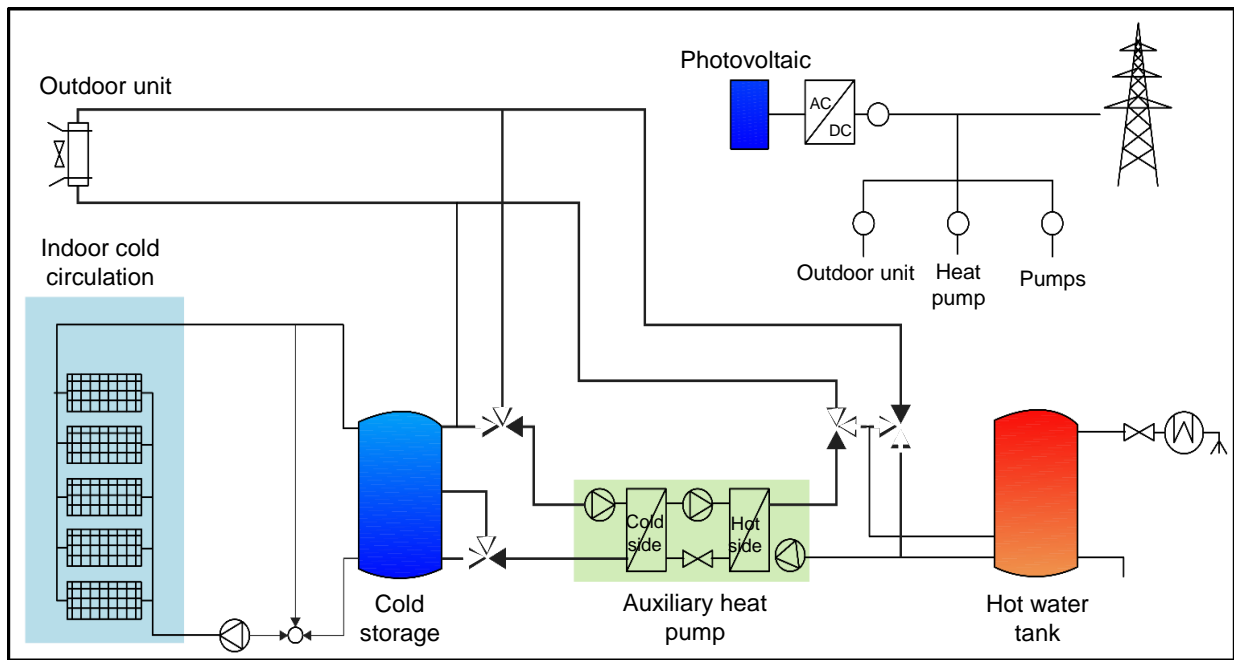 Photovoltaic
Outdoor unit
AC
DC
Indoor cold
circulation
Outdoor unit
Heat
pump
Pumps
Cold
side
Hot
side
Cold
storage
Auxiliary heat
pump
Hot water
tank